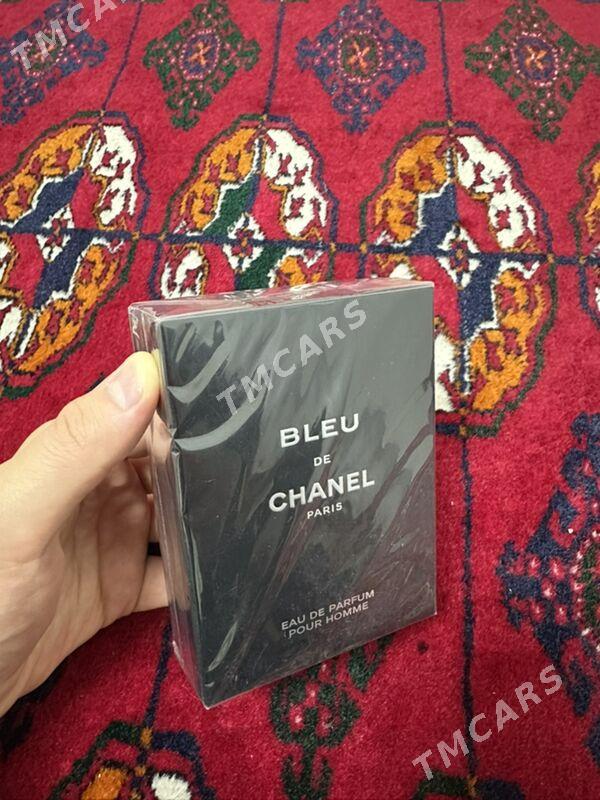 TMCARS
TMCARS
BLEU
DE
CHANEL
PARIS
EAU DE PARFUM
POUR HOMME
TMCARS